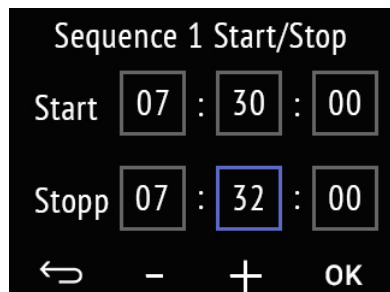 Sequence 1 Start/Stop
Start 07 : 30 : 00
Stopp 07 : 32 : 00
- + OK